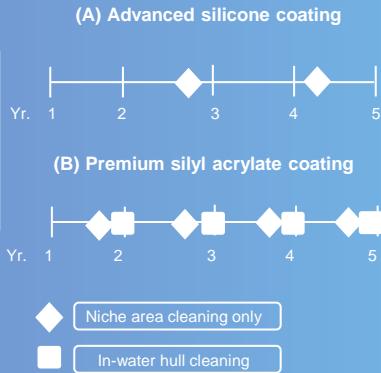 (A) Advanced silicone coating
Yr. 1 2 3 4 5
(B) Premium silyl acrylate coating
Yr. 1 2 3 4 5
Niche area cleaning only
In-water hull cleaning